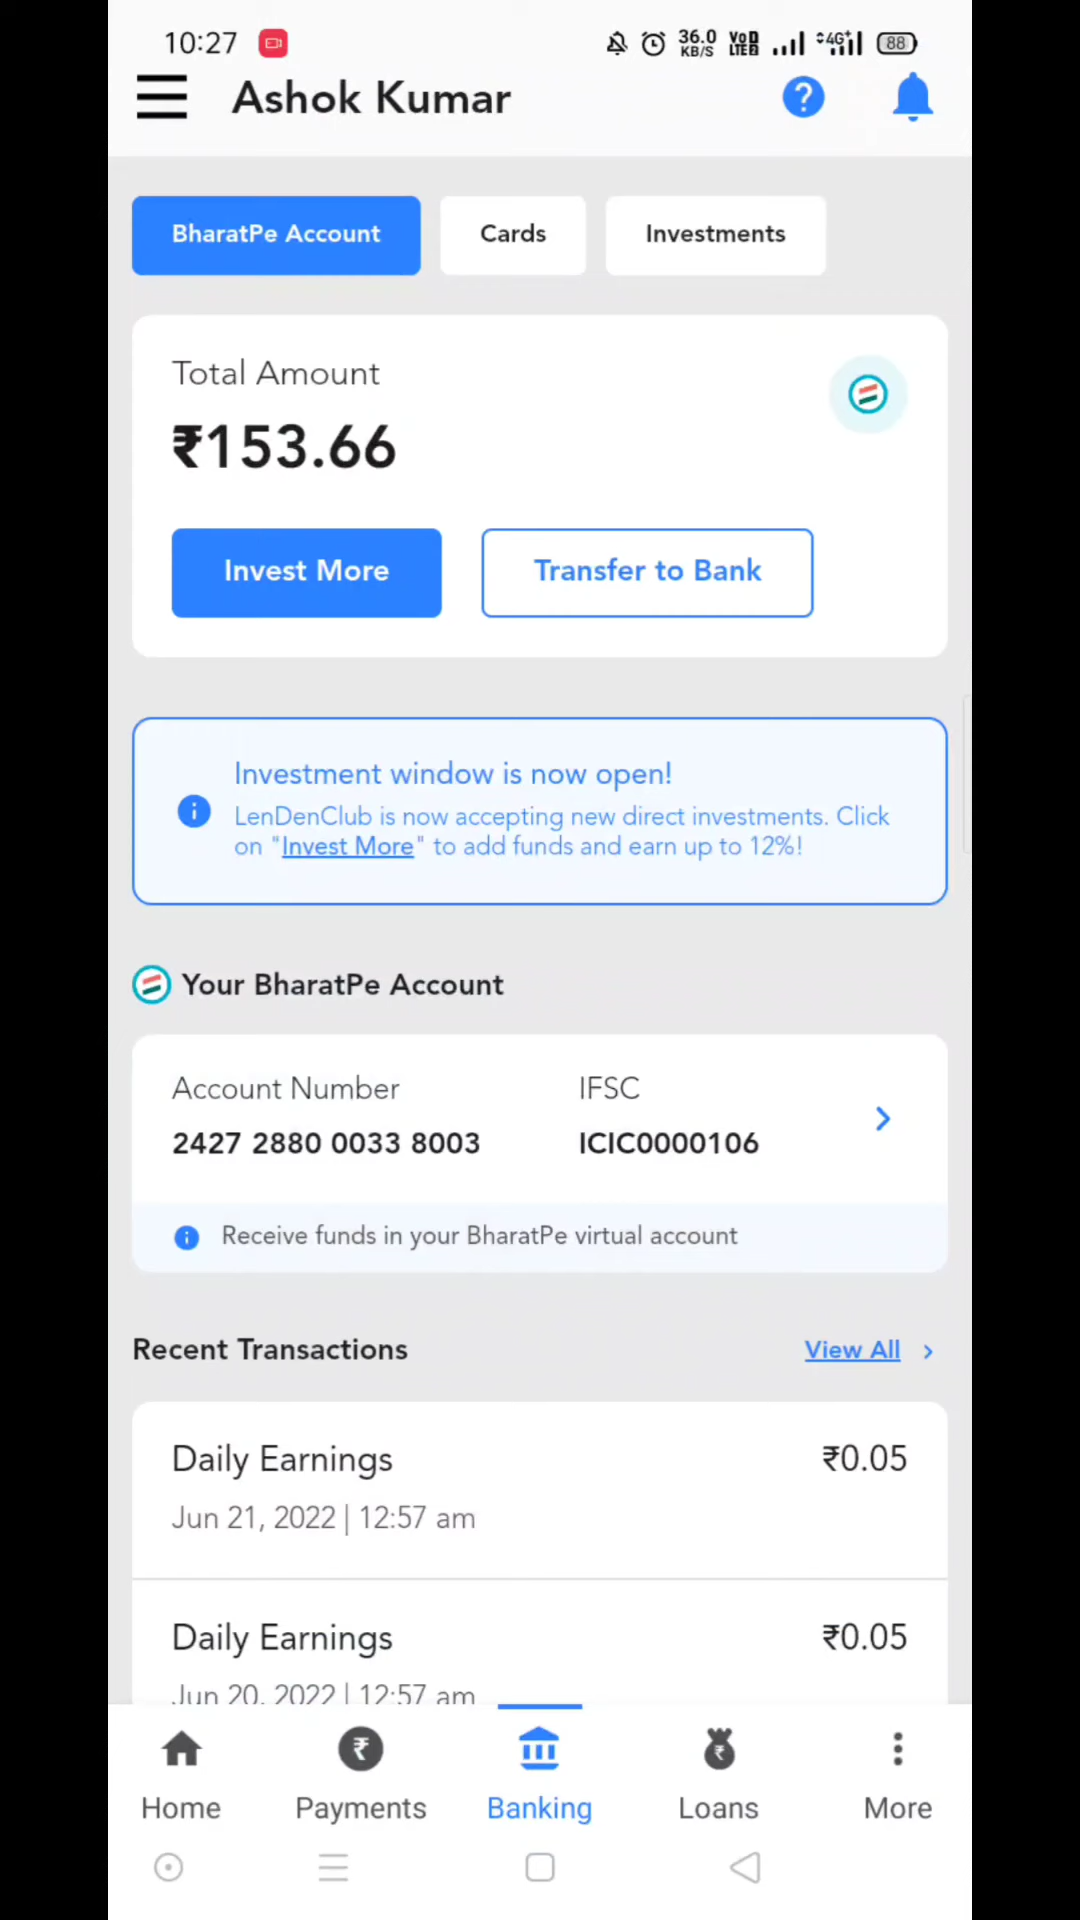 10:27
36.0 KB/S
VoD LTE2
4G+
88
Ashok Kumar
BharatPe Account
Cards
Investments
Total Amount
₹153.66
Invest More
Transfer to Bank
Investment window is now open!
LenDenClub is now accepting new direct investments. Click
on "Invest More" to add funds and earn up to 12%!
Your BharatPe Account
Account Number
IFSC
2427 2880 0033 8003
ICIC0000106
Receive funds in your BharatPe virtual account
Recent Transactions
View All
Daily Earnings
₹0.05
Jun 21, 2022 | 12:57 am
Daily Earnings
₹0.05
Jun 20, 2022 | 12:57 am
Home
Payments
Banking
Loans
More